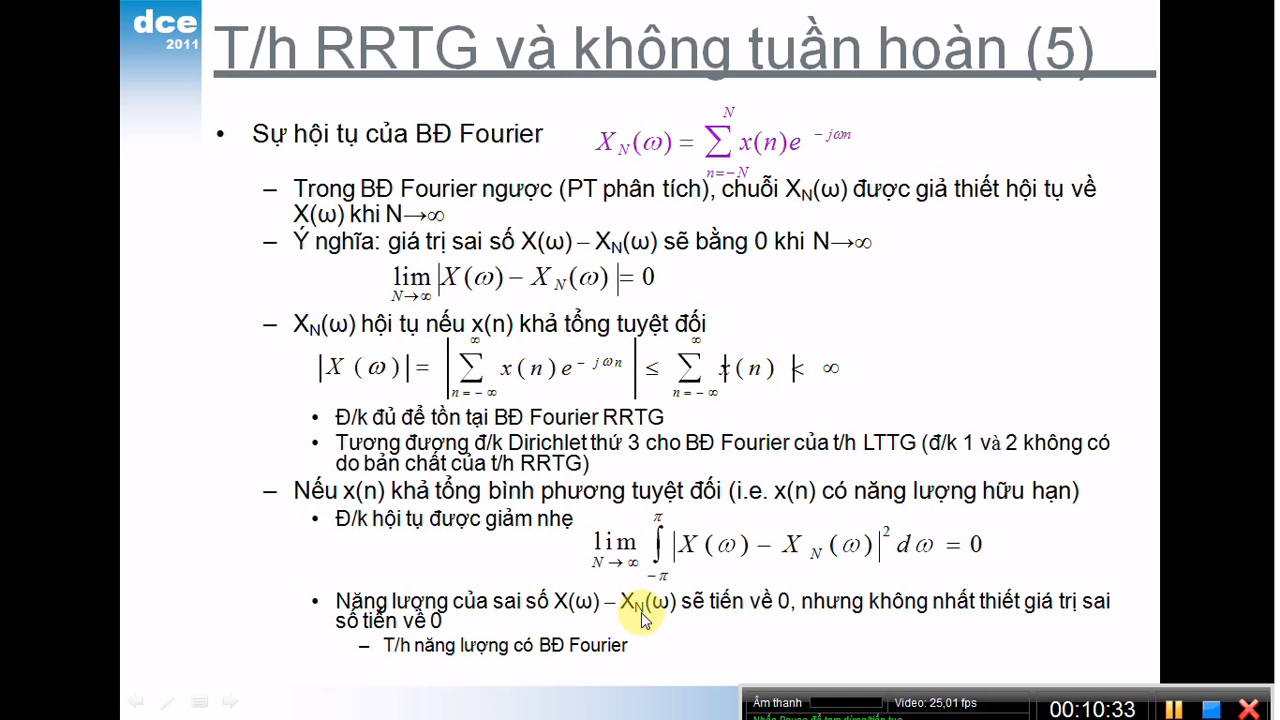 dce
2011
T/h RRTG và không tuần hoàn (5)
• Sự hội tụ của BĐ Fourier
X_N(ω) = ∑_{n=−N}^{N} x(n)e^{−jωn}
– Trong BĐ Fourier ngược (PT phân tích), chuỗi X_N(ω) được giả thiết hội tụ về
X(ω) khi N→∞
– Ý nghĩa: giá trị sai số X(ω) – X_N(ω) sẽ bằng 0 khi N→∞
lim_{N→∞} |X(ω) − X_N(ω)| = 0
– X_N(ω) hội tụ nếu x(n) khả tổng tuyệt đối
|X(ω)| = |∑_{n=−∞}^{∞} x(n)e^{−jωn}| ≤ ∑_{n=−∞}^{∞} |x(n)| < ∞
• Đ/k đủ để tồn tại BĐ Fourier RRTG
• Tương đượng đ/k Dirichlet thứ 3 cho BĐ Fourier của t/h LTTG (đ/k 1 và 2 không có
do bản chất của t/h RRTG)
– Nếu x(n) khả tổng bình phương tuyệt đối (i.e. x(n) có năng lượng hữu hạn)
• Đ/k hội tụ được giảm nhẹ
lim_{N→∞} ∫_{−π}^{π} |X(ω) − X_N(ω)|² dω = 0
• Năng lượng của sai số X(ω) – X_N(ω) sẽ tiến về 0, nhưng không nhất thiết giá trị sai
số tiến về 0
– T/h năng lượng có BĐ Fourier
Âm thanh
Video: 25,01 fps
00:10:33